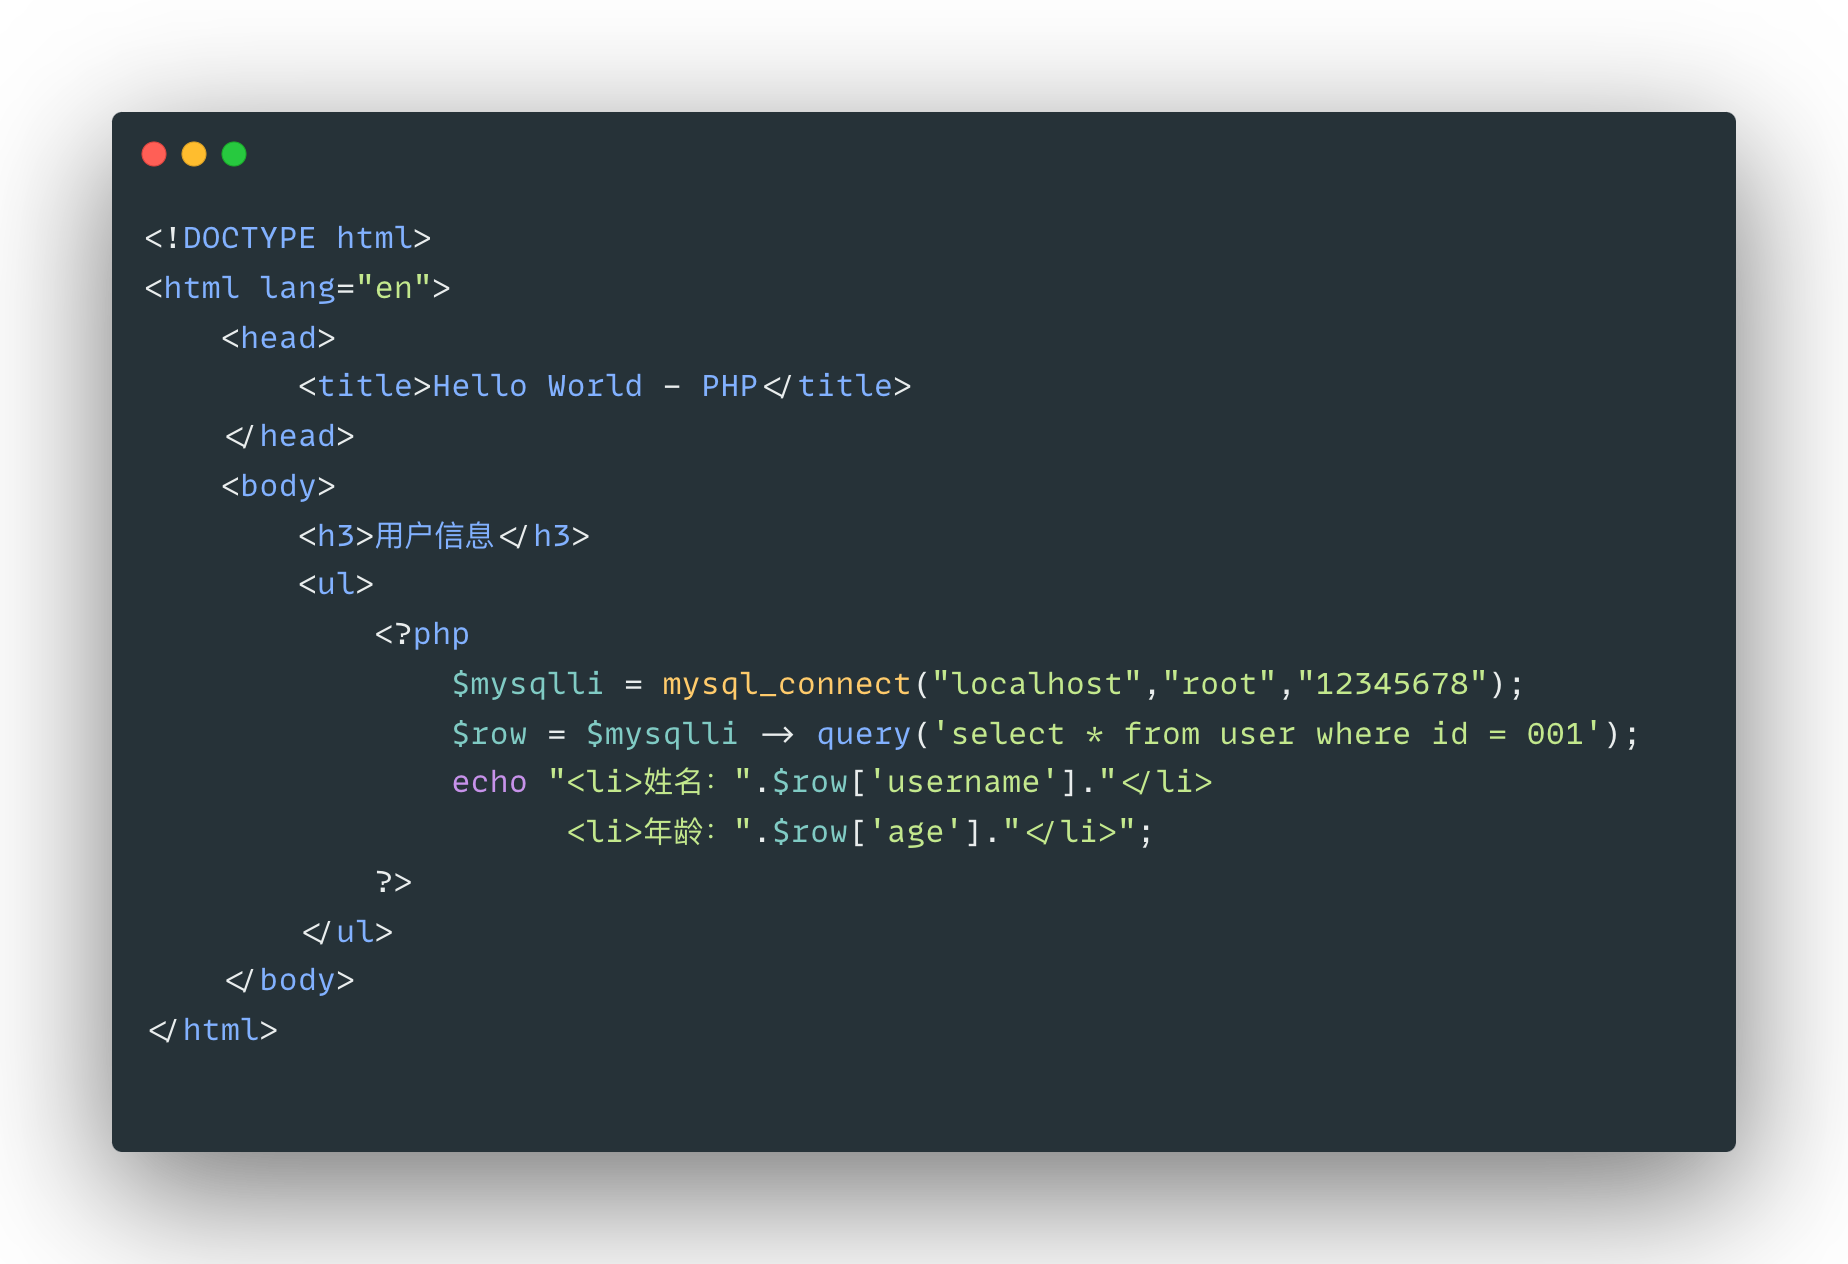 <!DOCTYPE html>
<html lang="en">
    <head>
        <title>Hello World - PHP</title>
    </head>
    <body>
        <h3>用户信息</h3>
        <ul>
            <?php
                $mysqlli = mysql_connect("localhost","root","12345678");
                $row = $mysqlli -> query('select * from user where id = 001');
                echo "<li>姓名：".$row['username']."</li>
                      <li>年龄：".$row['age']."</li>";
            ?>
        </ul>
    </body>
</html>